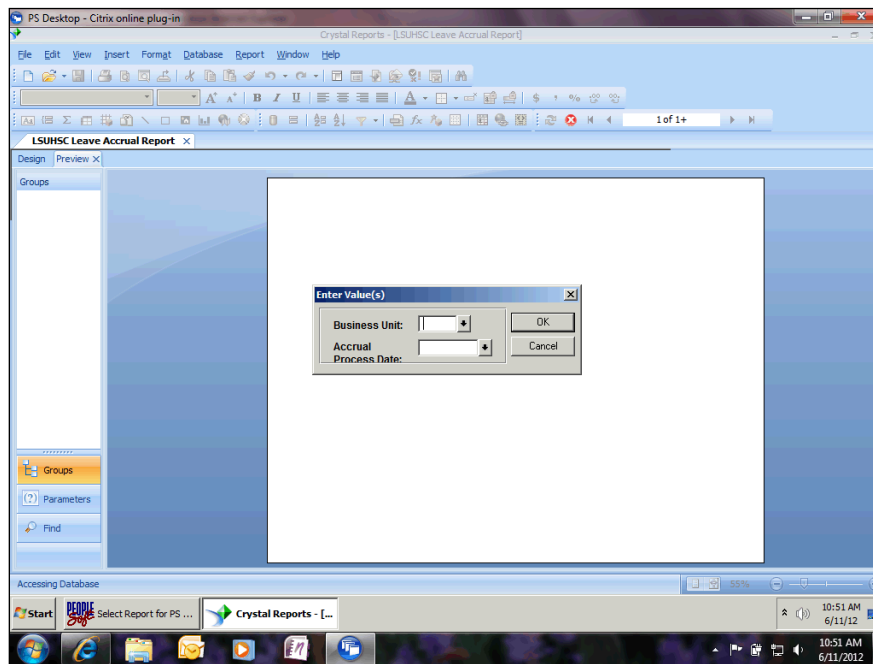 PS Desktop - Citrix online plug-in
Crystal Reports - [LSUHSC Leave Accrual Report]
File Edit View Insert Format Database Report Window Help
1 of 1+
LSUHSC Leave Accrual Report
Design Preview
Groups
Enter Value(s)
Business Unit:
OK
Accrual Process Date:
Cancel
Groups
Parameters
Find
Accessing Database
55%
Start
PEOPLE Soft
Select Report for PS ...
Crystal Reports - [...
10:51 AM
6/11/12
10:51 AM
6/11/2012